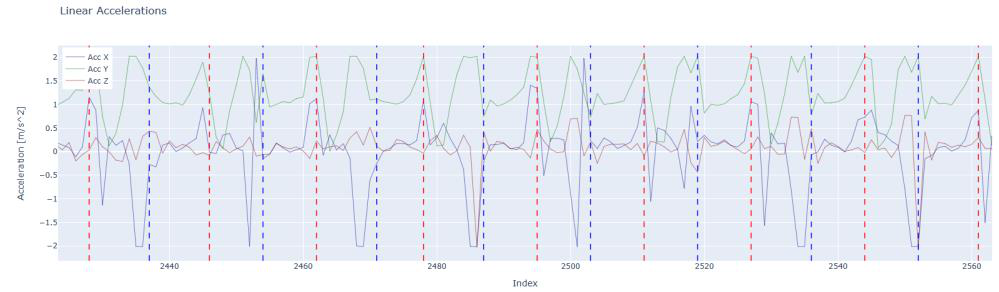 Linear Accelerations
Acc X
Acc Y
Acc Z
2
1.5
1
0.5
0
−0.5
−1
−1.5
−2
Acceleration [m/s^2]
2440
2460
2480
2500
2520
2540
2560
Index